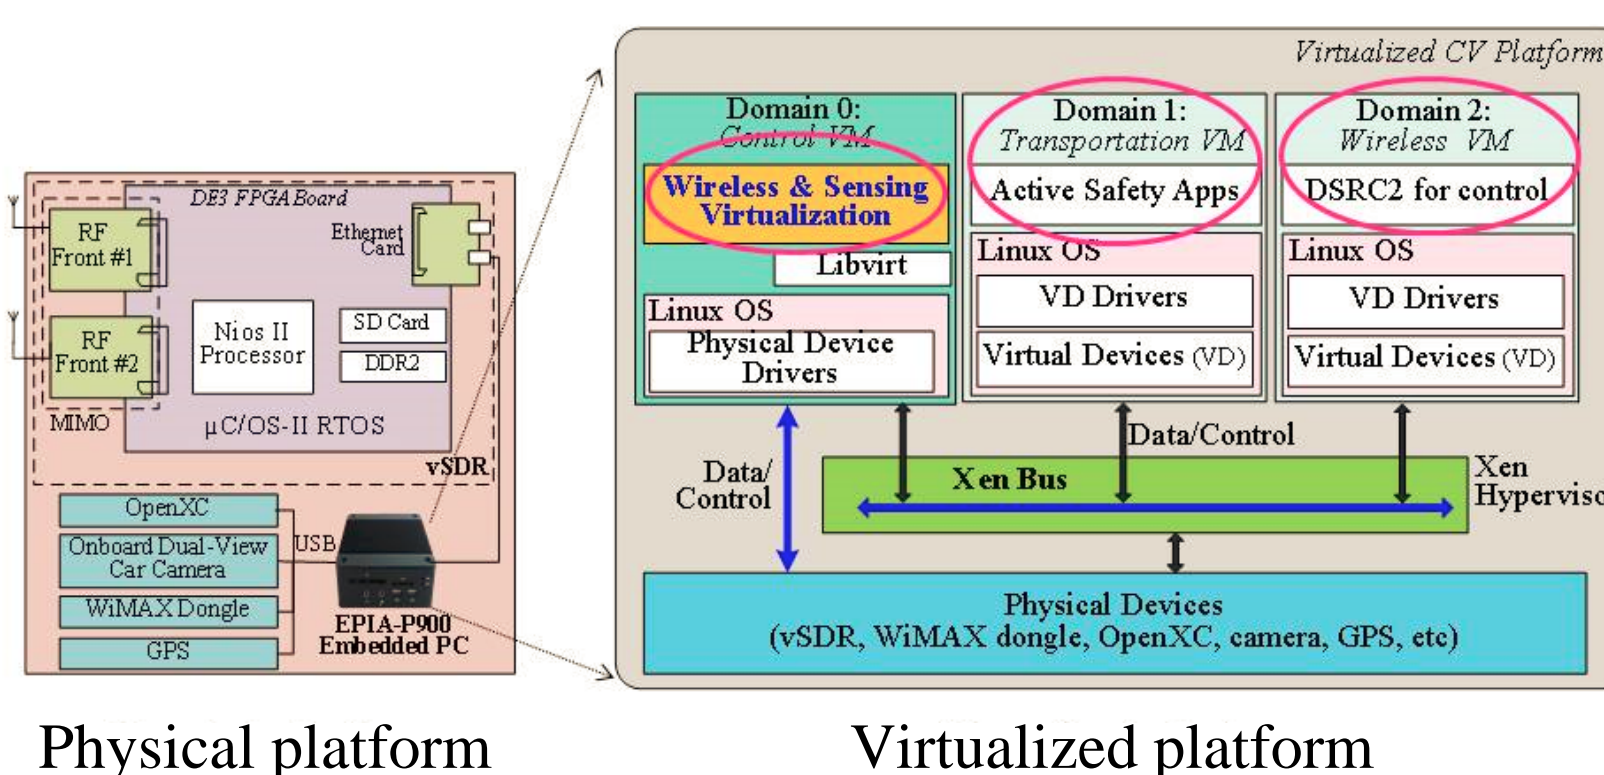 DE3 FPGA Board
RF
Front #1
Ethernet
Card
RF
Front #2
Nios II
Processor
SD Card
DDR2
MIMO
µC/OS-II RTOS
vSDR
OpenXC
Onboard Dual-View
Car Camera
WiMAX Dongle
GPS
USB
EPIA-P900
Embedded PC
Physical platform
Virtualized CV Platform
Domain 0:
Control VM
Wireless & Sensing
Virtualization
Libvirt
Linux OS
Physical Device
Drivers
Domain 1:
Transportation VM
Active Safety Apps
Linux OS
VD Drivers
Virtual Devices (VD)
Domain 2:
Wireless VM
DSRC2 for control
Linux OS
VD Drivers
Virtual Devices (VD)
Data/
Control
Data/Control
Xen Bus
Xen
Hyperviso
Physical Devices
(vSDR, WiMAX dongle, OpenXC, camera, GPS, etc)
Virtualized platform